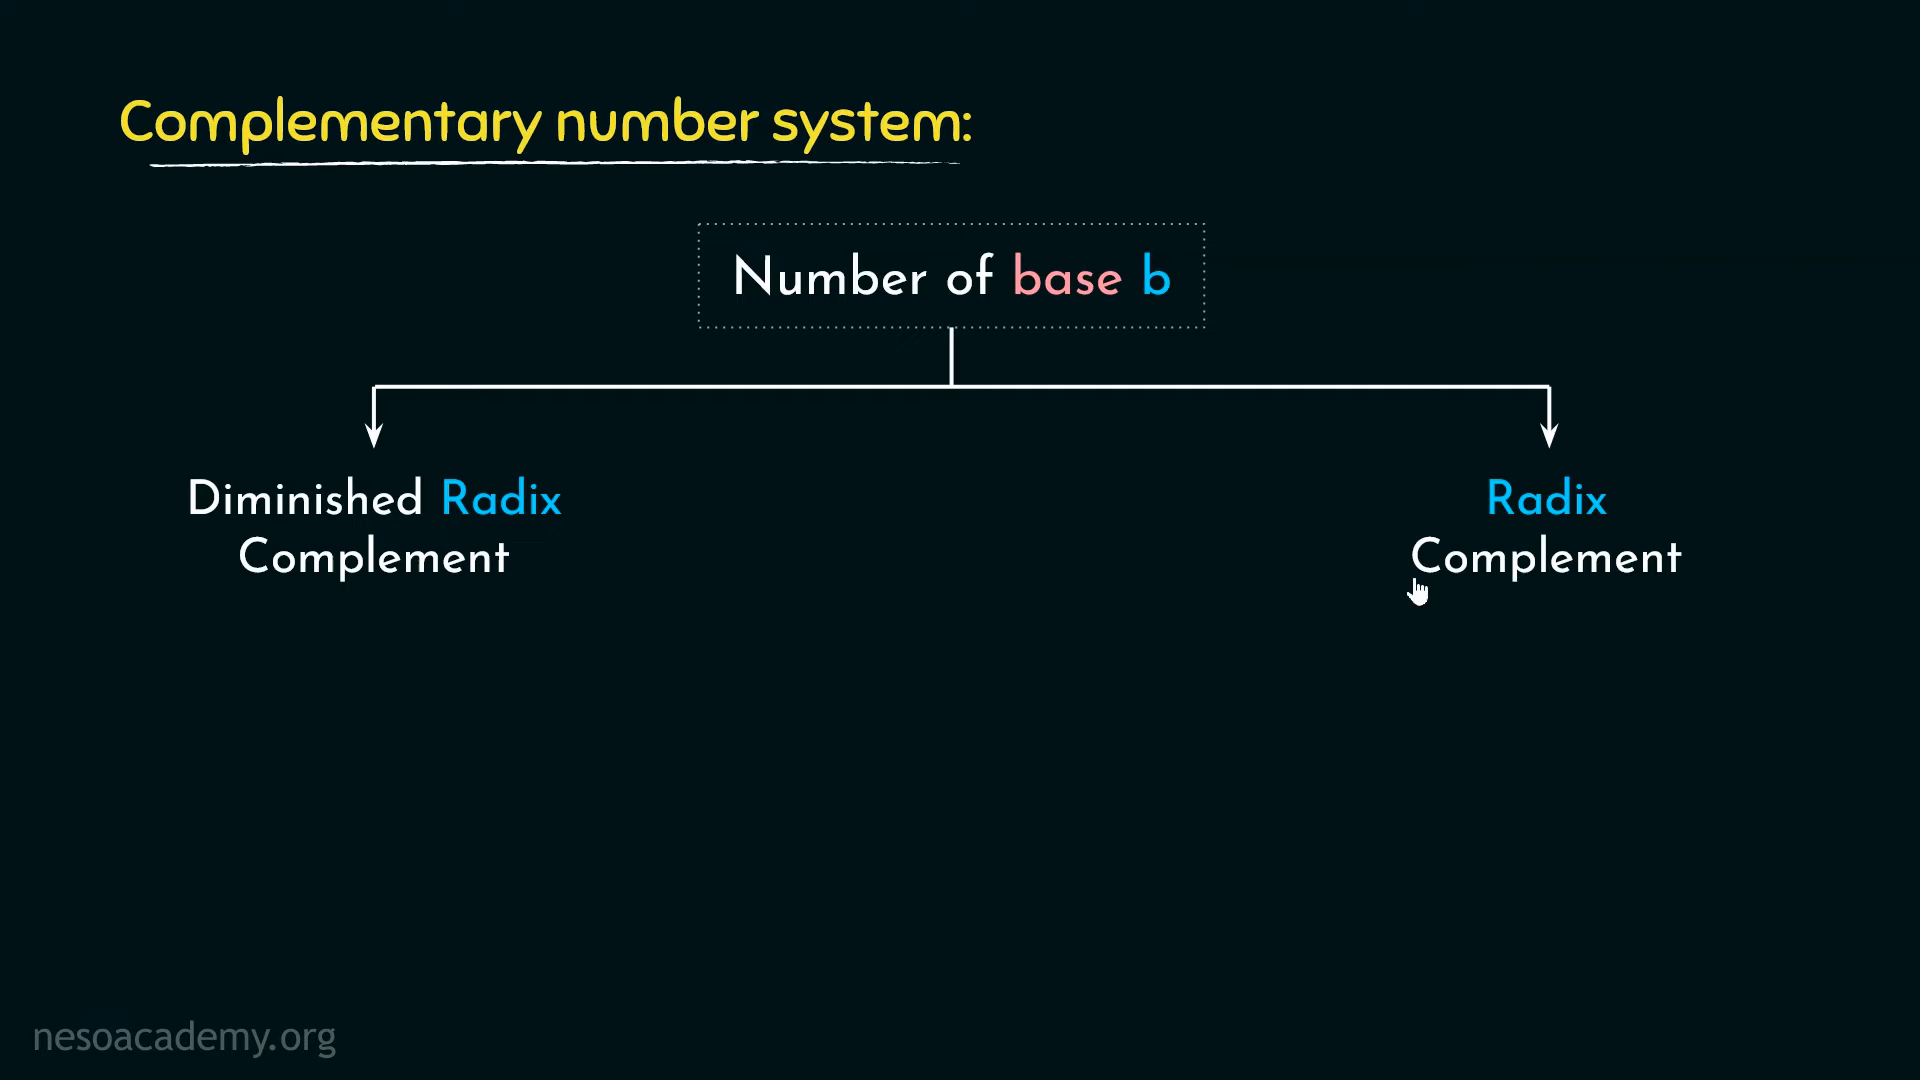 Complementary number system:
Number of base b
Diminished Radix
Complement
Radix
Complement
nesoacademy.org